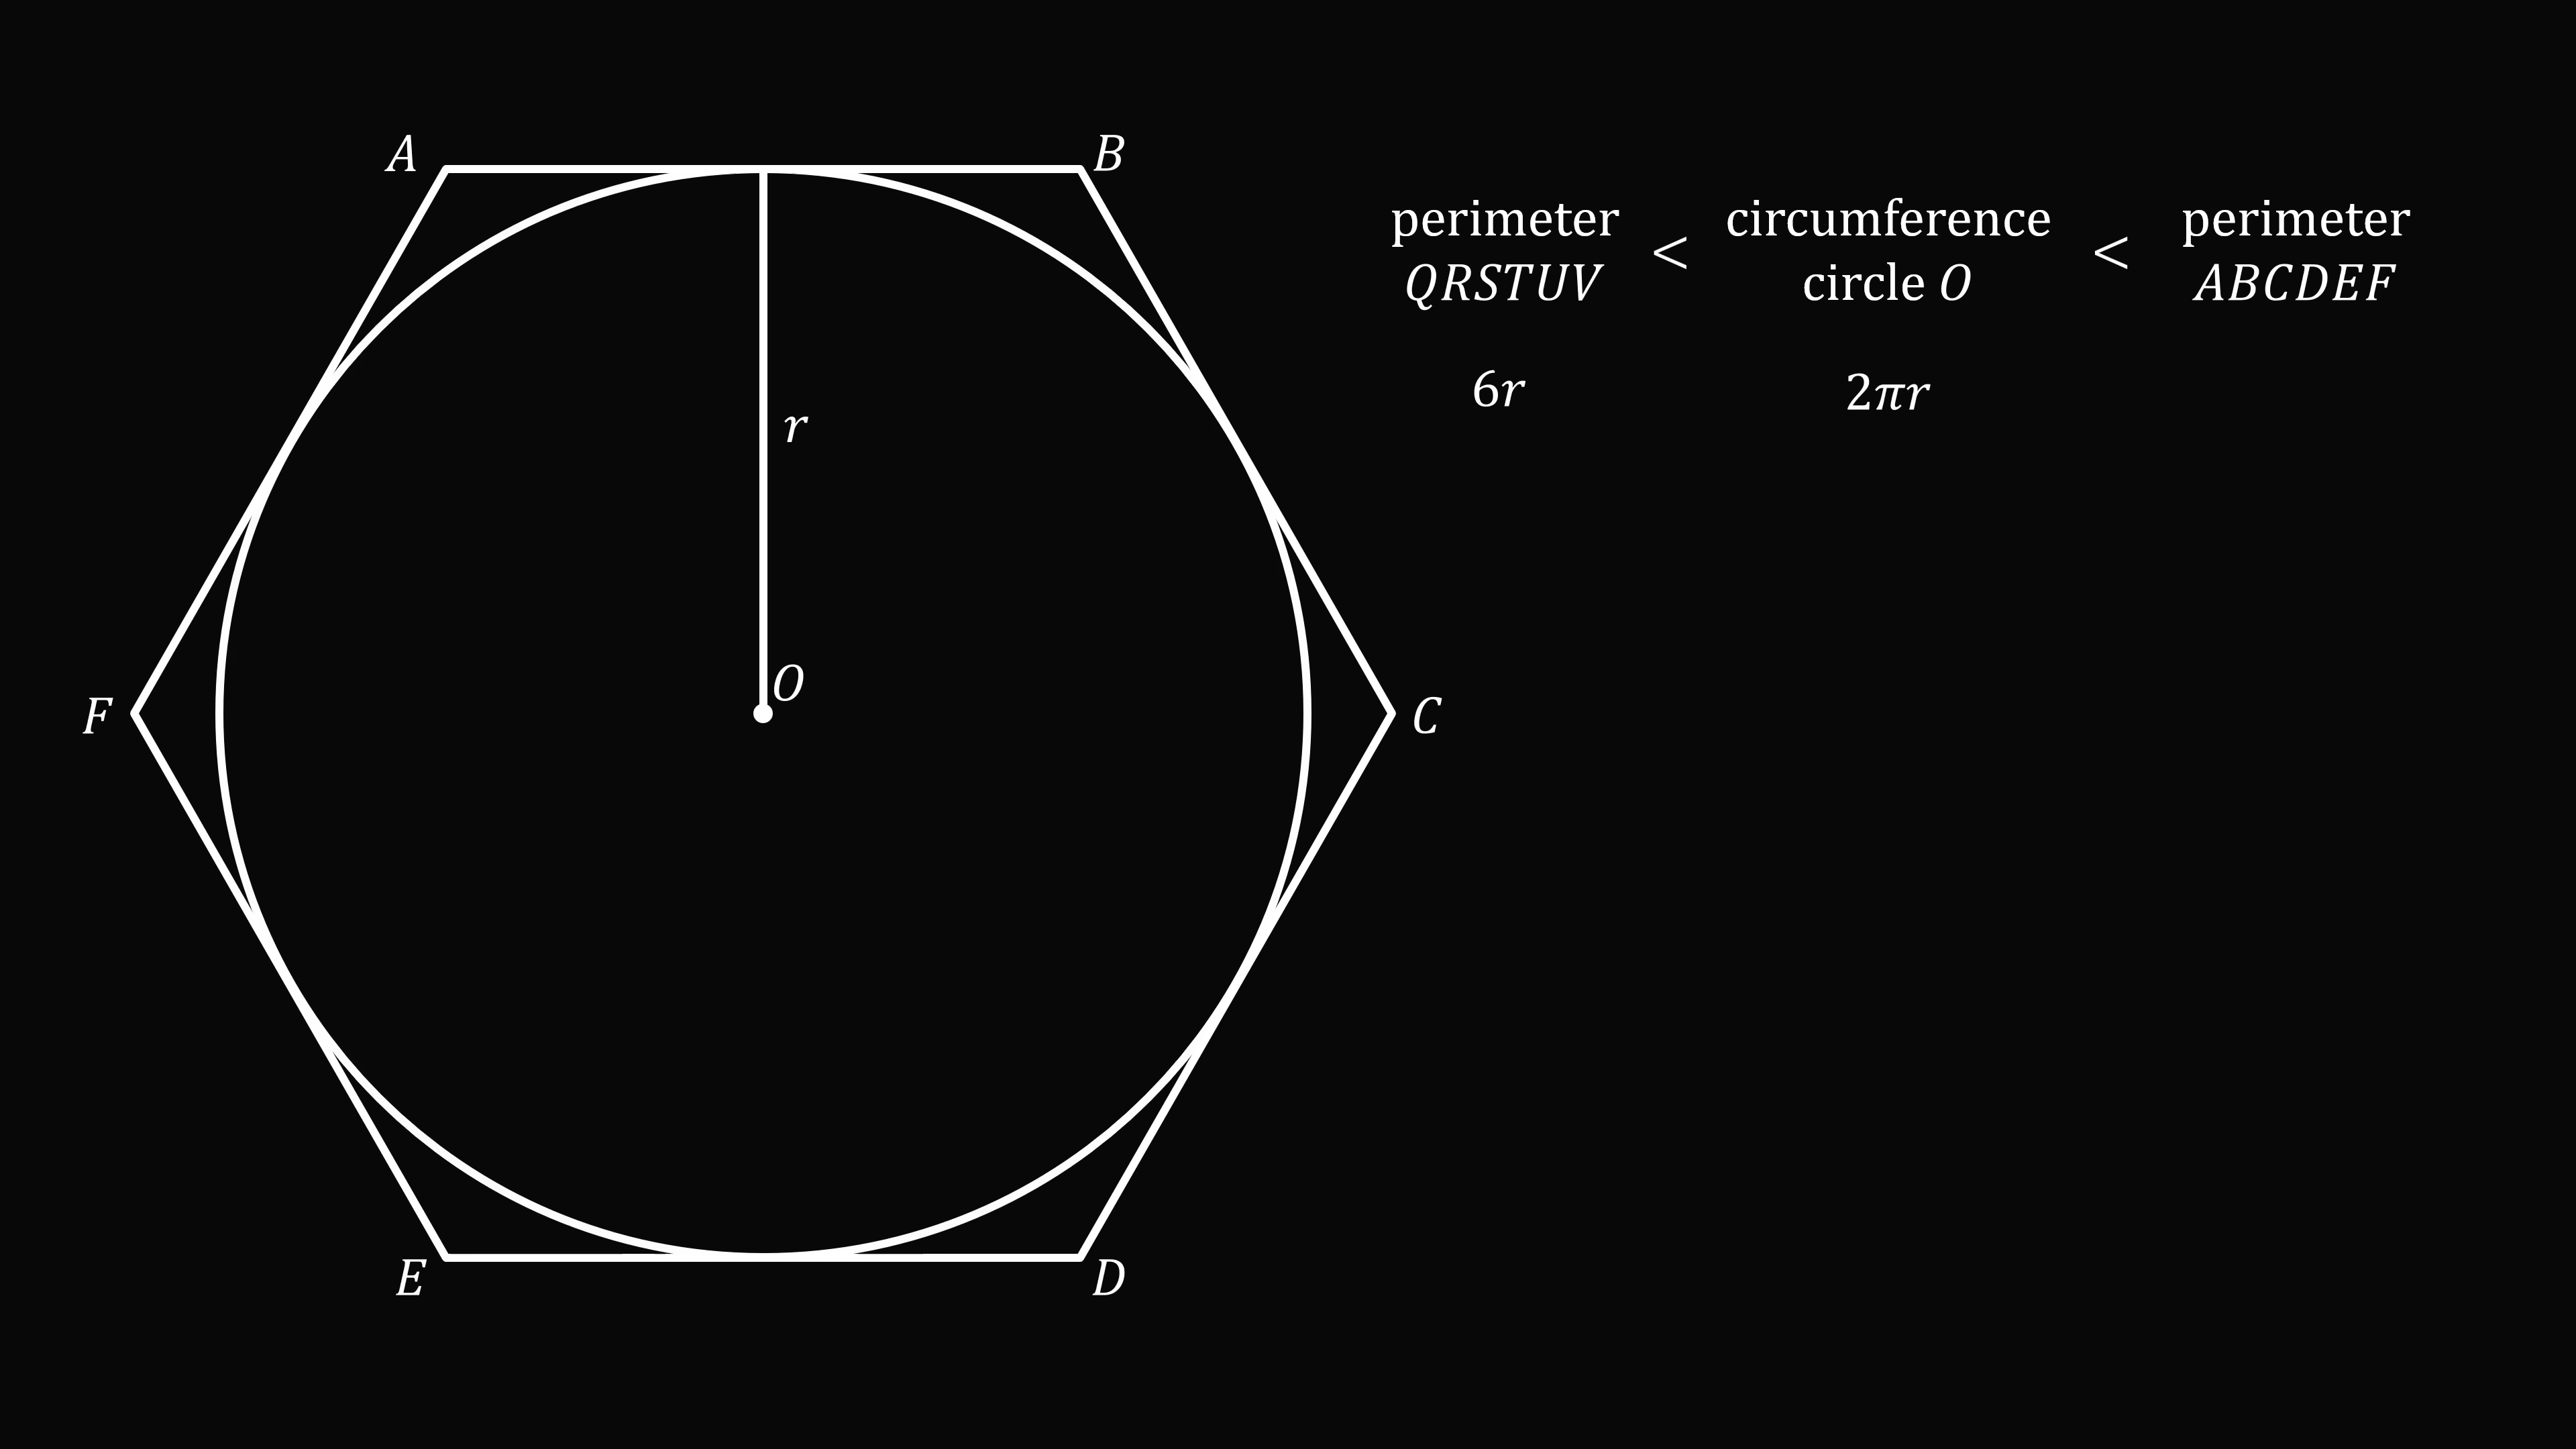 A
B
perimeter < circumference < perimeter
QRSTUV circle O ABCDEF
6r 2πr
r
O
F
C
E
D